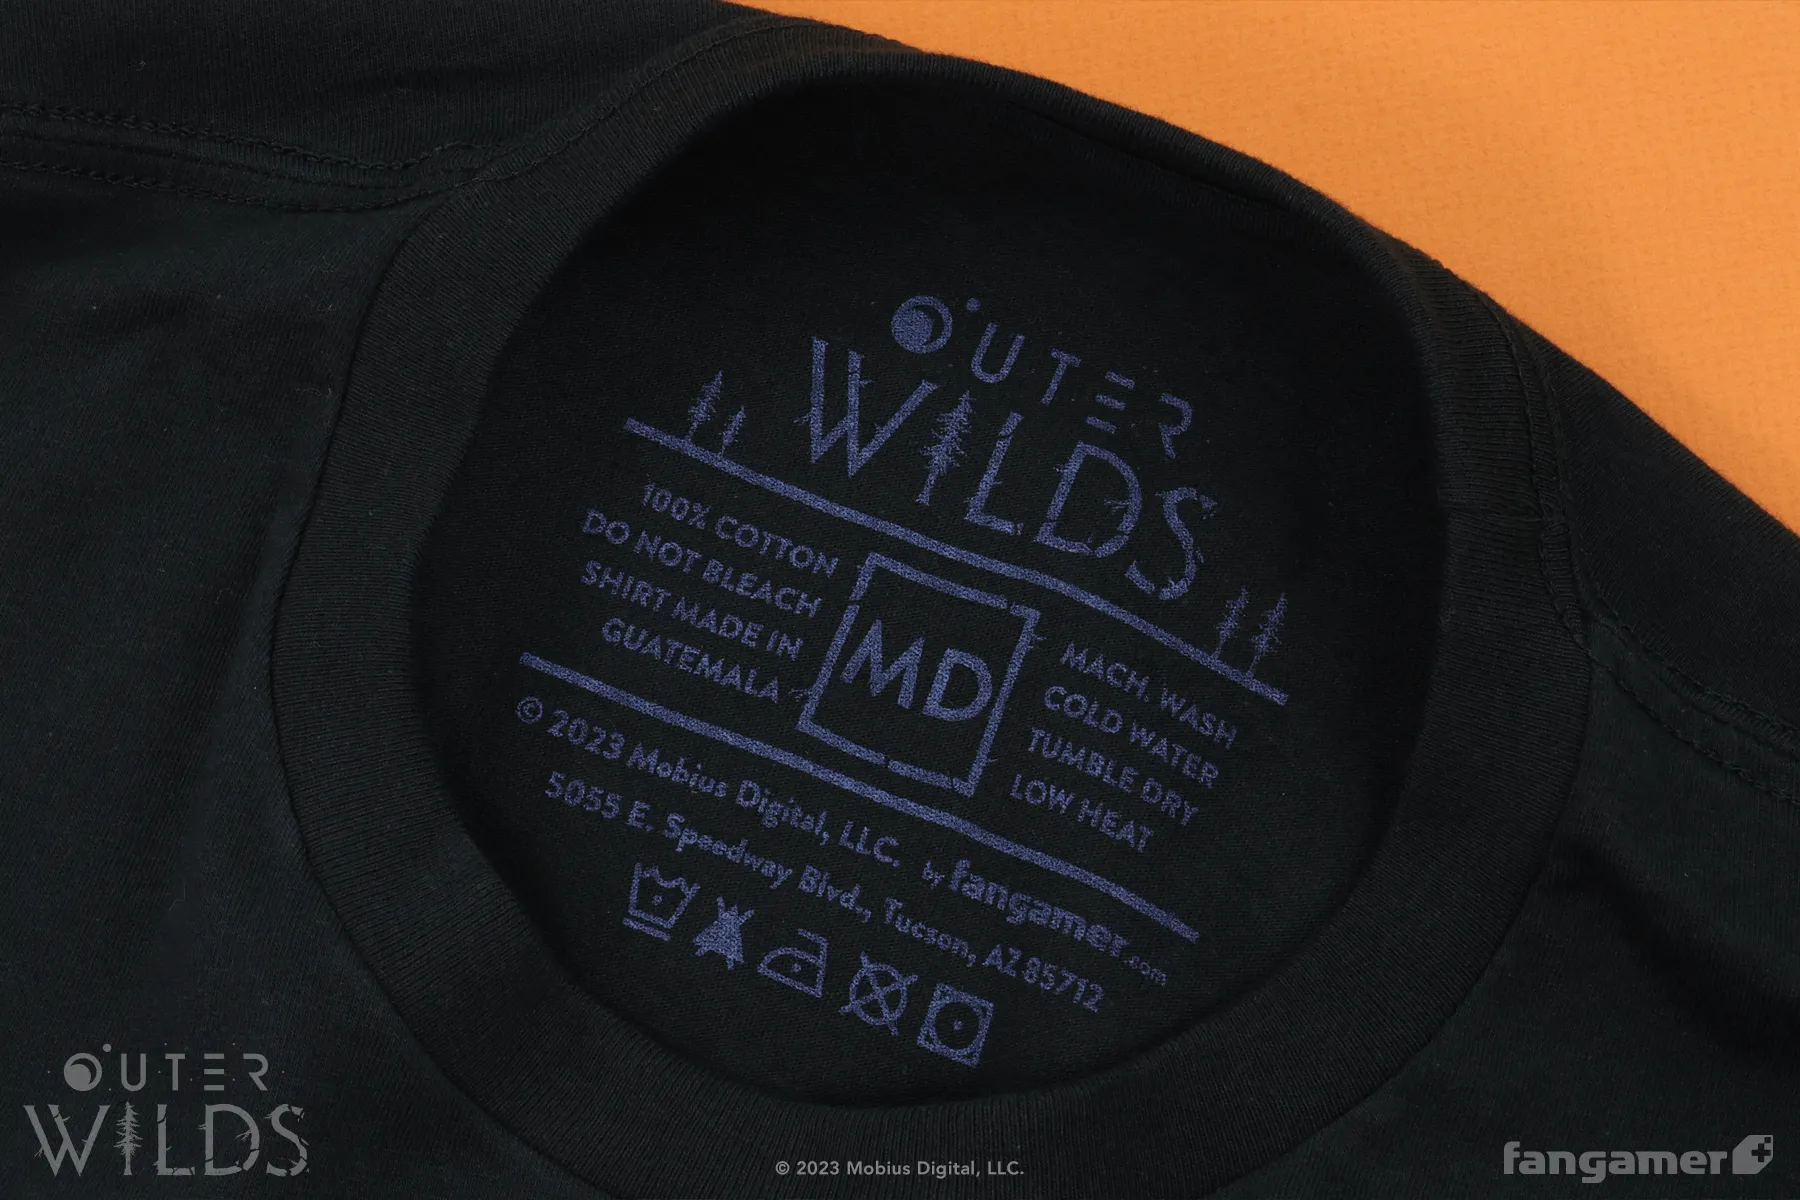 OUTER
WILDS
100% COTTON
DO NOT BLEACH
SHIRT MADE IN
GUATEMALA
MD
MACH. WASH
COLD WATER
TUMBLE DRY
LOW HEAT
© 2023 Mobius Digital, LLC. by fangamer.com
5055 E. Speedway Blvd., Tucson, AZ 85712
OUTER
WILDS
© 2023 Mobius Digital, LLC.
fangamer